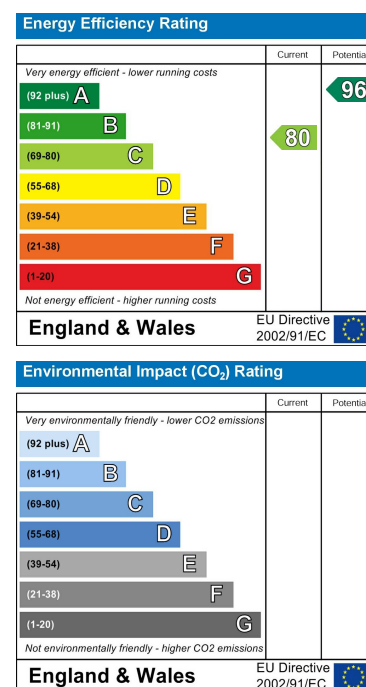 Energy Efficiency Rating
Current Potentia
Very energy efficient - lower running costs
(92 plus) A
96
(81-91) B
80
(69-80) C
(55-68) D
(39-54) E
(21-38) F
(1-20) G
Not energy efficient - higher running costs
England & Wales
EU Directive
2002/91/EC
Environmental Impact (CO₂) Rating
Current Potentia
Very environmentally friendly - lower CO2 emissions
(92 plus) A
(81-91) B
(69-80) C
(55-68) D
(39-54) E
(21-38) F
(1-20) G
Not environmentally friendly - higher CO2 emissions
England & Wales
EU Directive
2002/91/EC